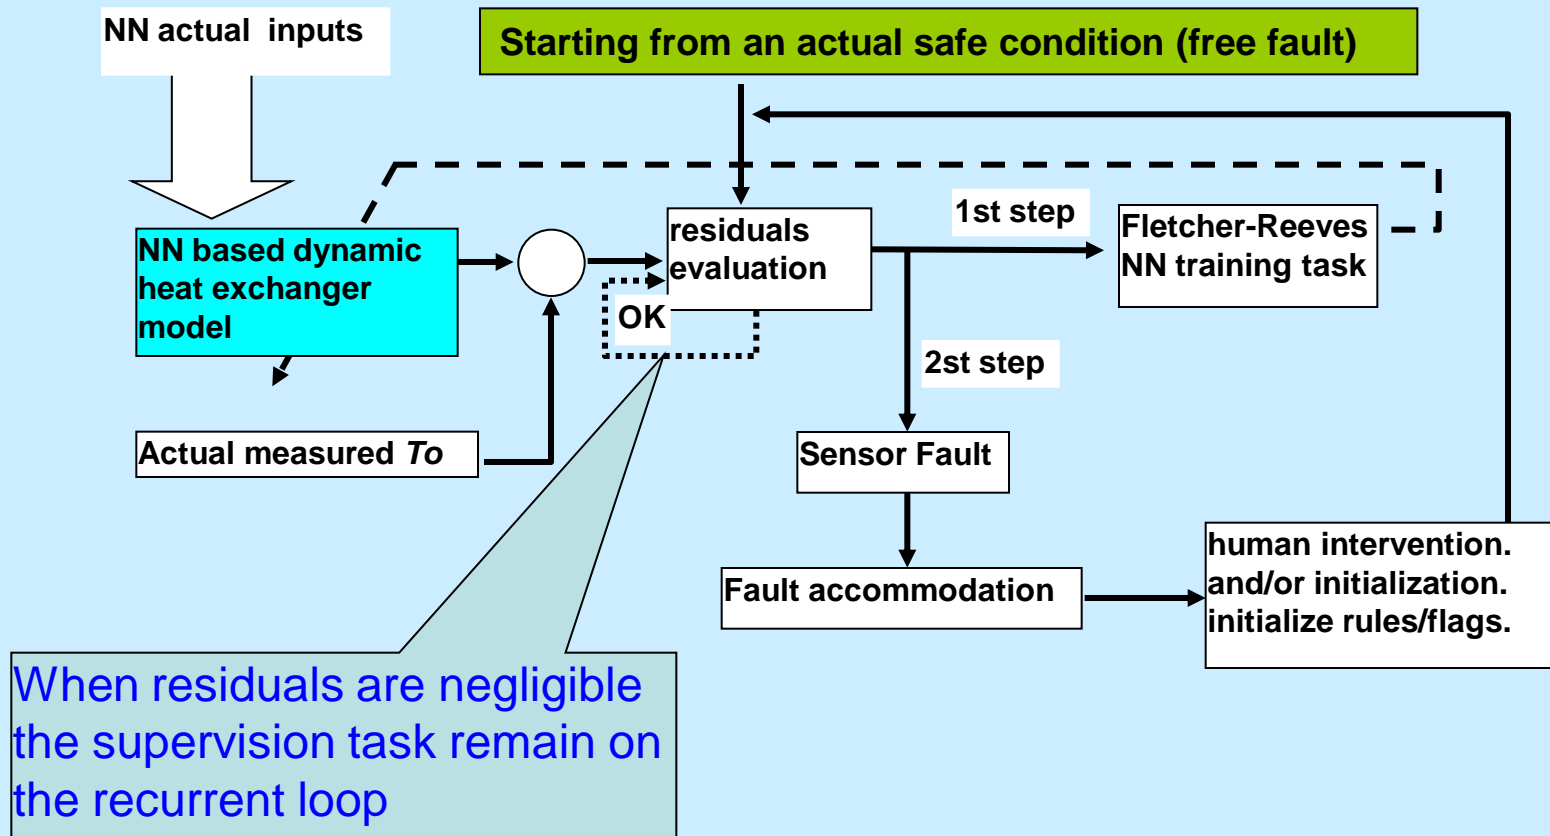 NN actual inputs
Starting from an actual safe condition (free fault)
NN based dynamic
heat exchanger
model
residuals
evaluation
1st step
Fletcher-Reeves
NN training task
OK
2st step
Actual measured To
Sensor Fault
Fault accommodation
human intervention.
and/or initialization.
initialize rules/flags.
When residuals are negligible
the supervision task remain on
the recurrent loop